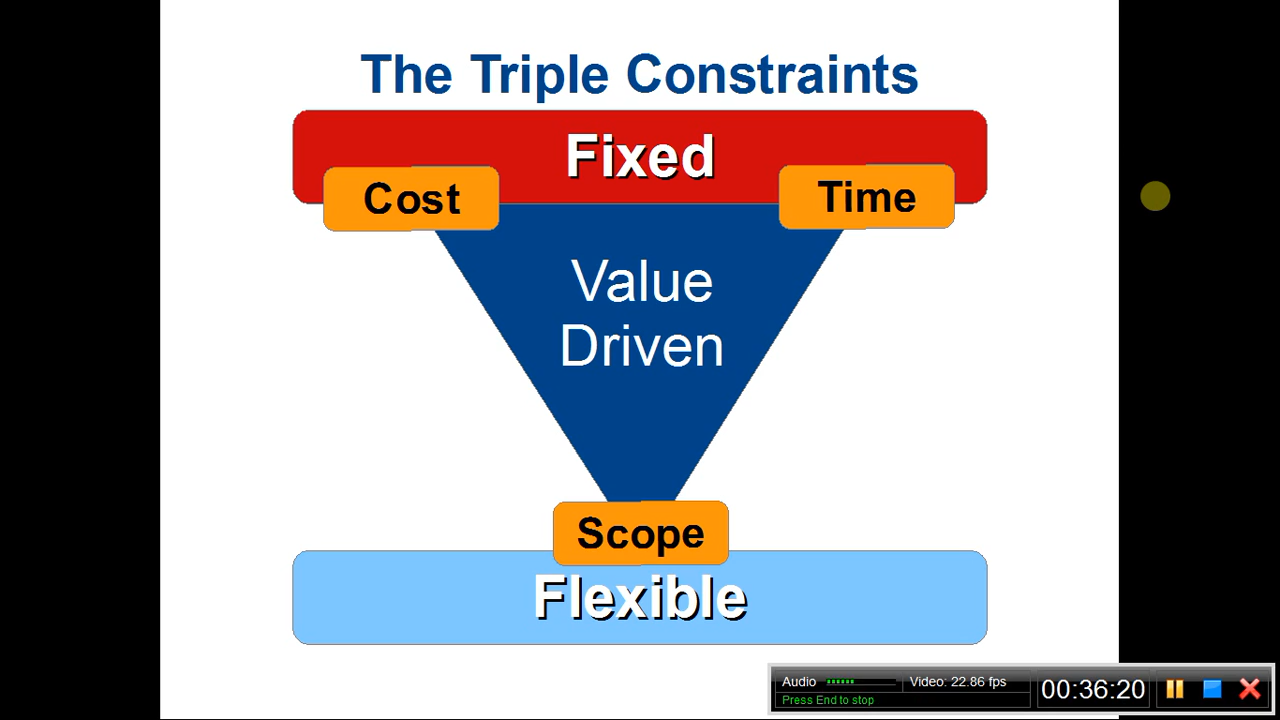 The Triple Constraints
Fixed
Cost
Time
Value
Driven
Scope
Flexible
Audio
Video: 22.86 fps
Press End to stop
00:36:20